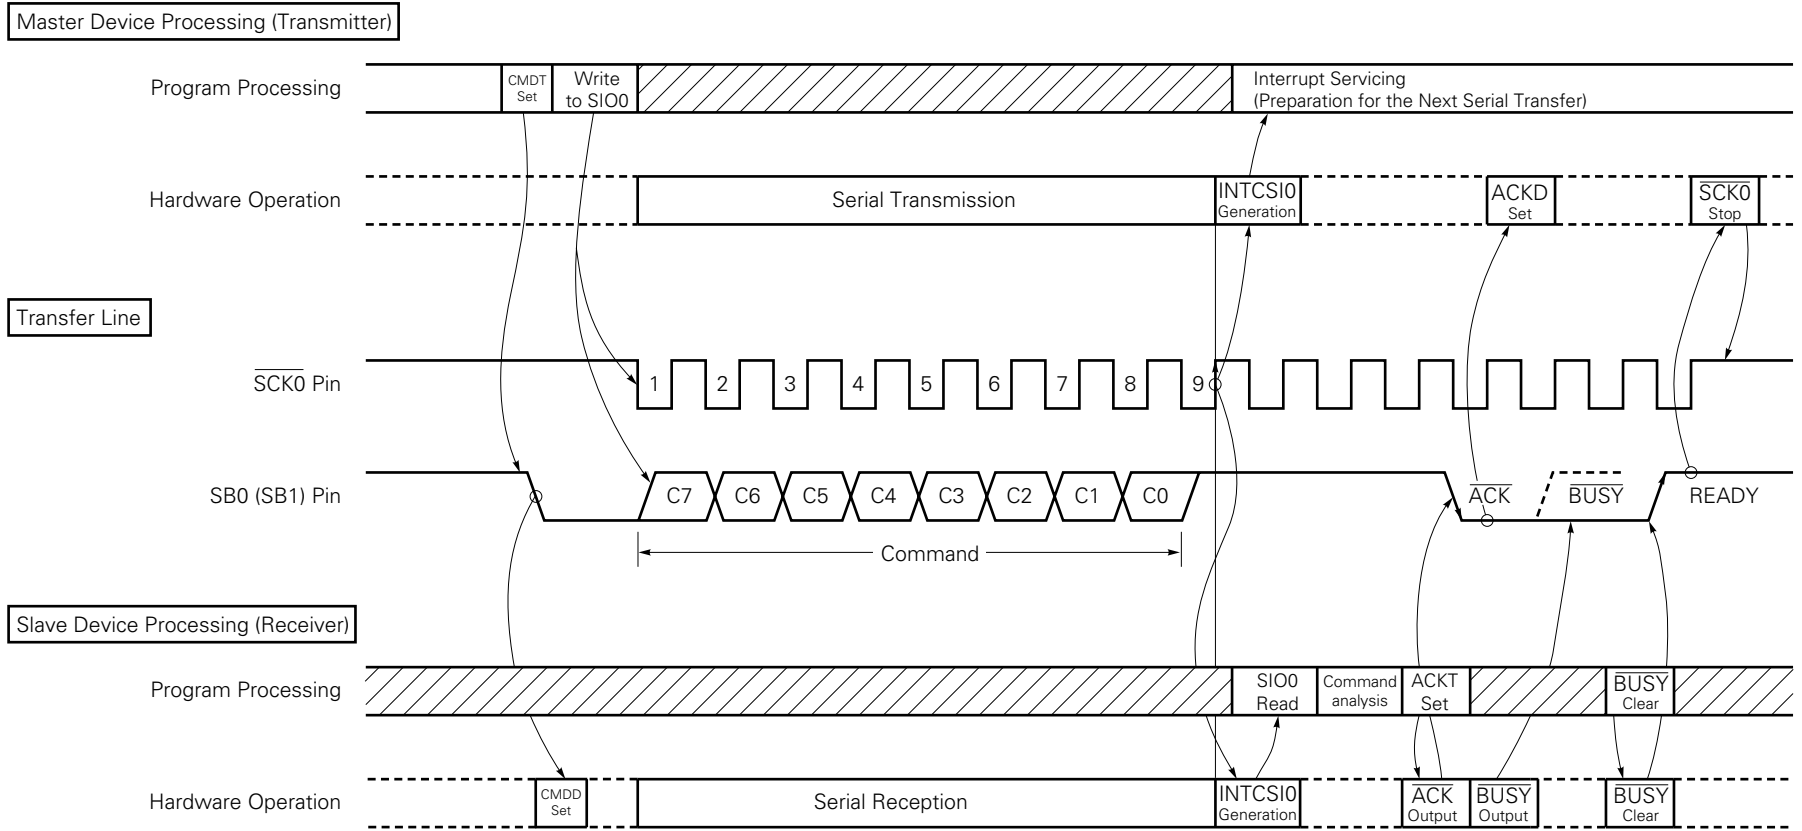 Master Device Processing (Transmitter)
Program Processing
CMDT
Set
Write
to SIO0
Interrupt Servicing
(Preparation for the Next Serial Transfer)
Hardware Operation
Serial Transmission
INTCSI0
Generation
ACKD
Set
SCK0
Stop
Transfer Line
SCK0 Pin
1 2 3 4 5 6 7 8 9
SB0 (SB1) Pin
C7 C6 C5 C4 C3 C2 C1 C0
ACK
BUSY
READY
Command
Slave Device Processing (Receiver)
Program Processing
SIO0
Read
Command
analysis
ACKT
Set
BUSY
Clear
Hardware Operation
CMDD
Set
Serial Reception
INTCSI0
Generation
ACK
Output
BUSY
Output
BUSY
Clear